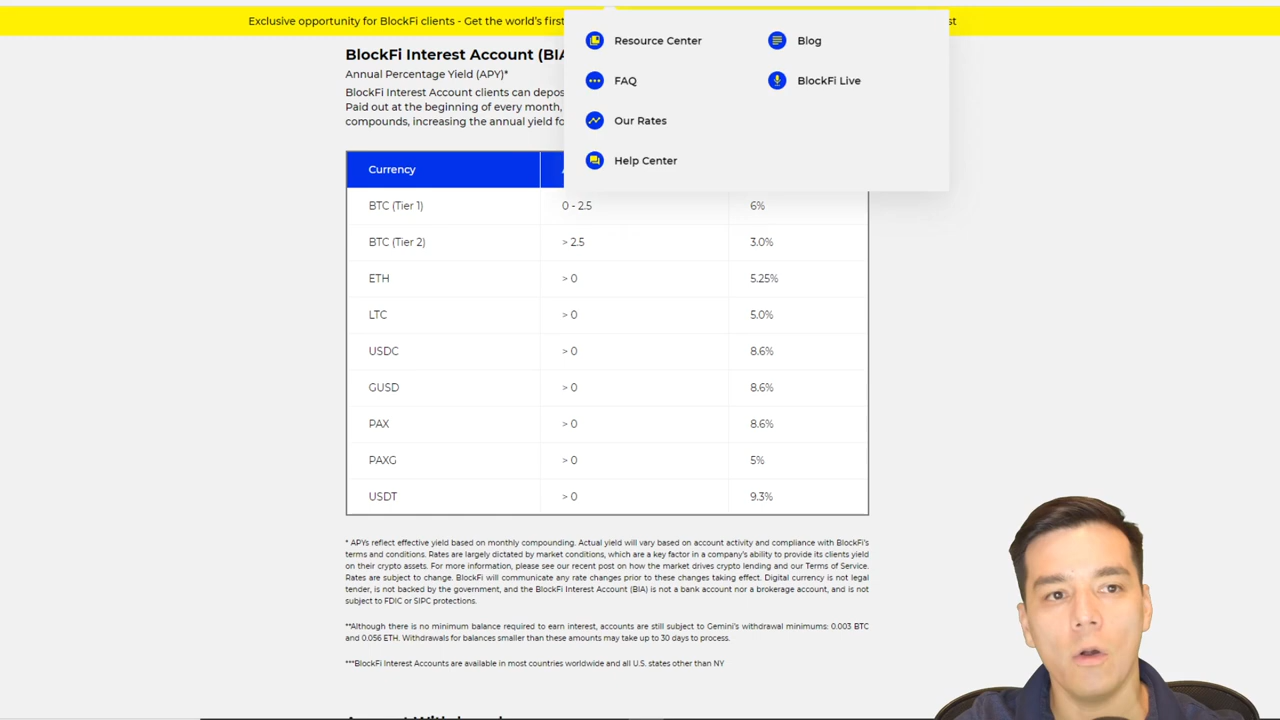 Exclusive opportunity for BlockFi clients - Get the world's first
st
Resource Center
Blog
FAQ
BlockFi Live
Our Rates
Help Center
BlockFi Interest Account (BIA
Annual Percentage Yield (APY)*
BlockFi Interest Account clients can depos
Paid out at the beginning of every month,
compounds, increasing the annual yield fo
Currency
BTC (Tier 1) 0 - 2.5 6%
BTC (Tier 2) > 2.5 3.0%
ETH > 0 5.25%
LTC > 0 5.0%
USDC > 0 8.6%
GUSD > 0 8.6%
PAX > 0 8.6%
PAXG > 0 5%
USDT > 0 9.3%
* APYs reflect effective yield based on monthly compounding. Actual yield will vary based on account activity and compliance with BlockFi's
terms and conditions. Rates are largely dictated by market conditions, which are a key factor in a company's ability to provide its clients yield
on their crypto assets. For more information, please see our recent post on how the market drives crypto lending and our Terms of Service.
Rates are subject to change. BlockFi will communicate any rate changes prior to these changes taking effect. Digital currency is not legal
tender, is not backed by the government, and the BlockFi Interest Account (BIA) is not a bank account nor a brokerage account, and is not
subject to FDIC or SIPC protections.
**Although there is no minimum balance required to earn interest, accounts are still subject to Gemini's withdrawal minimums: 0.003 BTC
and 0.056 ETH. Withdrawals for balances smaller than these amounts may take up to 30 days to process.
***BlockFi Interest Accounts are available in most countries worldwide and all U.S. states other than NY